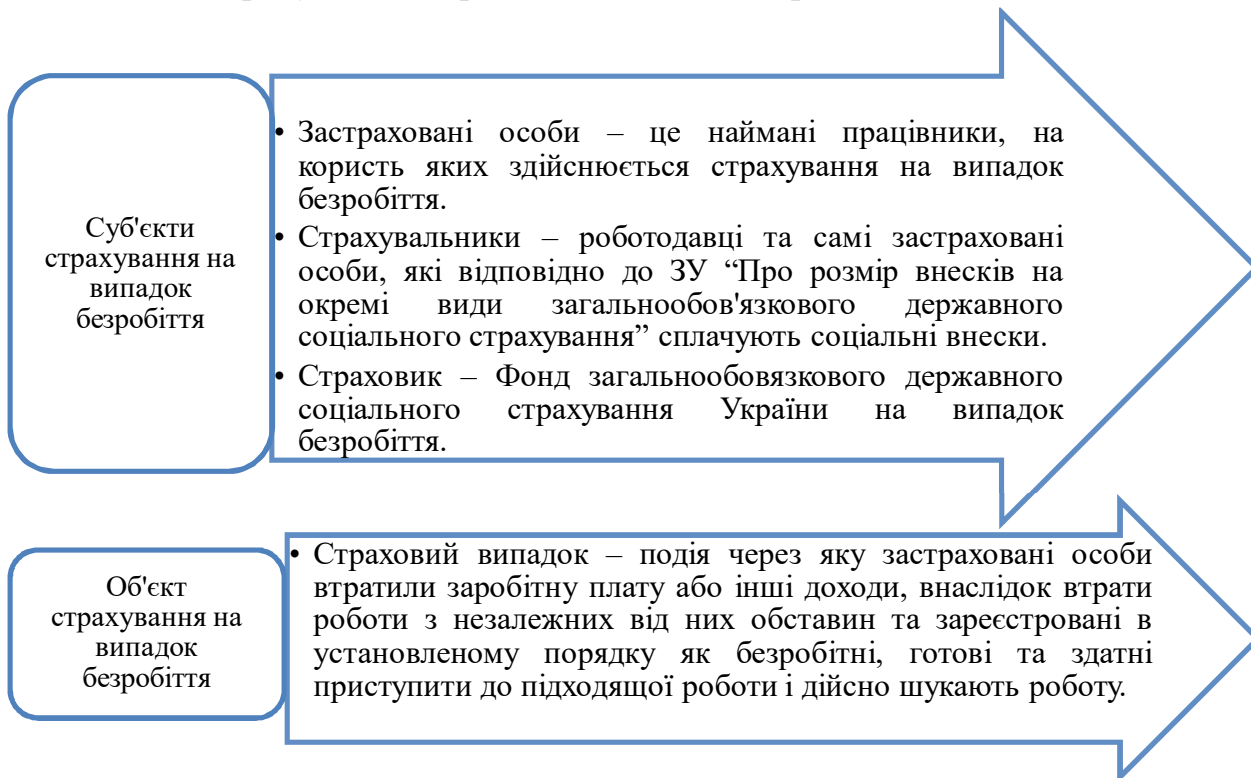 Суб'єкти
страхування на
випадок
безробіття
• Застраховані особи – це наймані працівники, на
користь яких здійснюється страхування на випадок
безробіття.
• Страхувальники – роботодавці та самі застраховані
особи, які відповідно до ЗУ “Про розмір внесків на
окремі види загальнообов'язкового державного
соціального страхування” сплачують соціальні внески.
• Страховик – Фонд загальнообовязкового державного
соціального страхування України на випадок
безробіття.
Об'єкт
страхування на
випадок
безробіття
• Страховий випадок – подія через яку застраховані особи
втратили заробітну плату або інші доходи, внаслідок втрати
роботи з незалежних від них обставин та зареєстровані в
установленому порядку як безробітні, готові та здатні
приступити до підходящої роботи і дійсно шукають роботу.